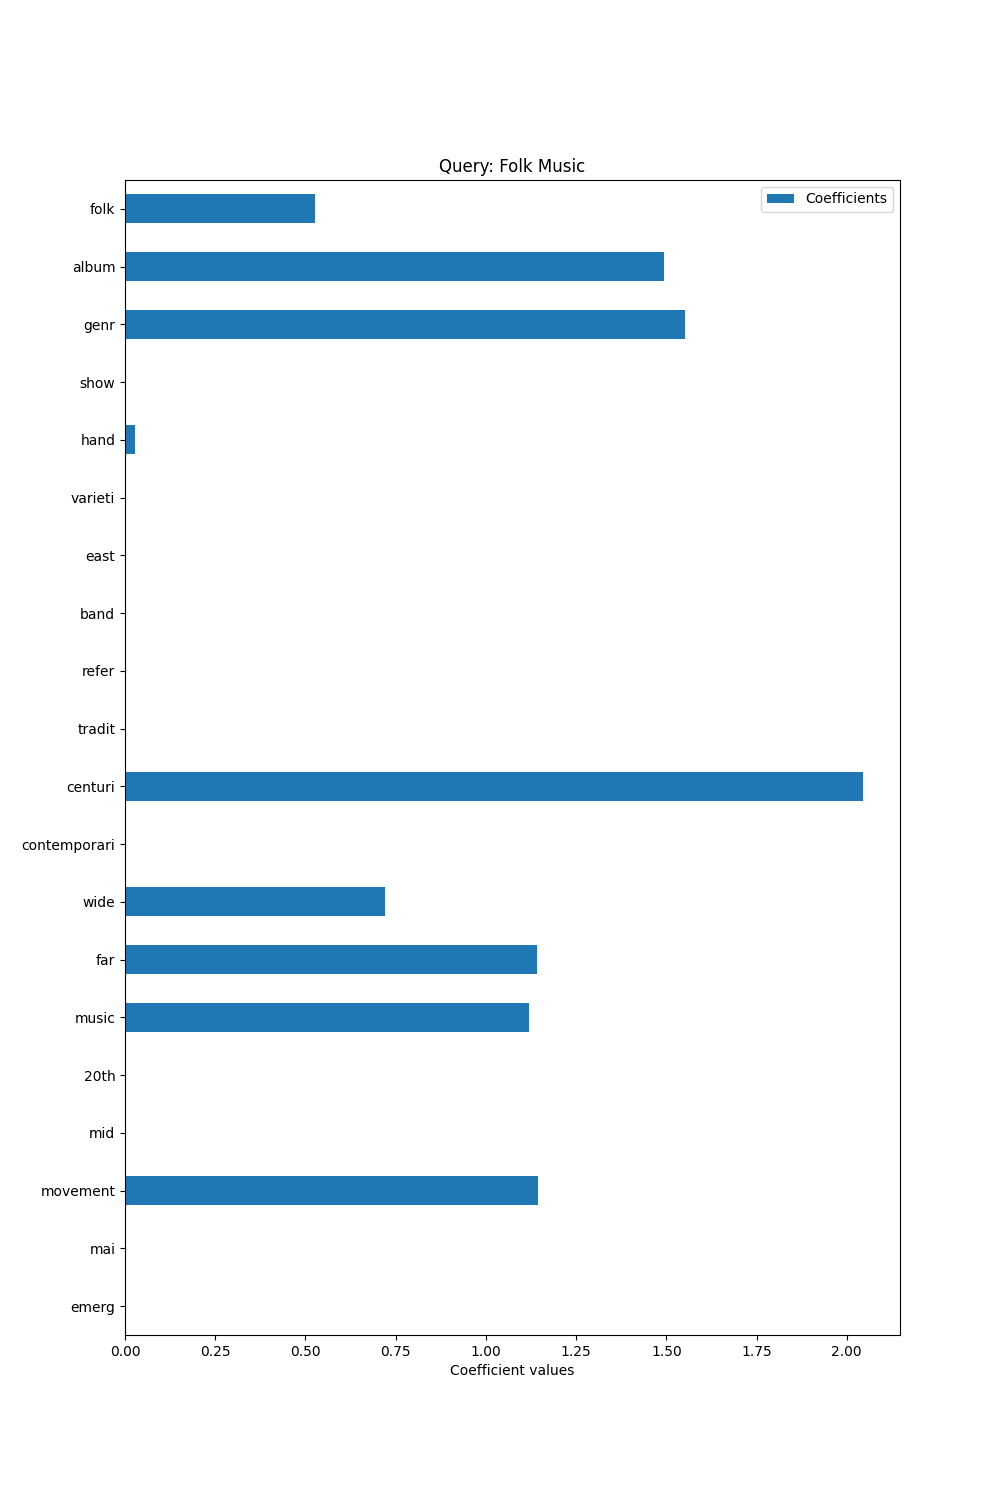 Query: Folk Music
Coefficients
folk
album
genr
show
hand
varieti
east
band
refer
tradit
centuri
contemporari
wide
far
music
20th
mid
movement
mai
emerg
0.00 0.25 0.50 0.75 1.00 1.25 1.50 1.75 2.00
Coefficient values